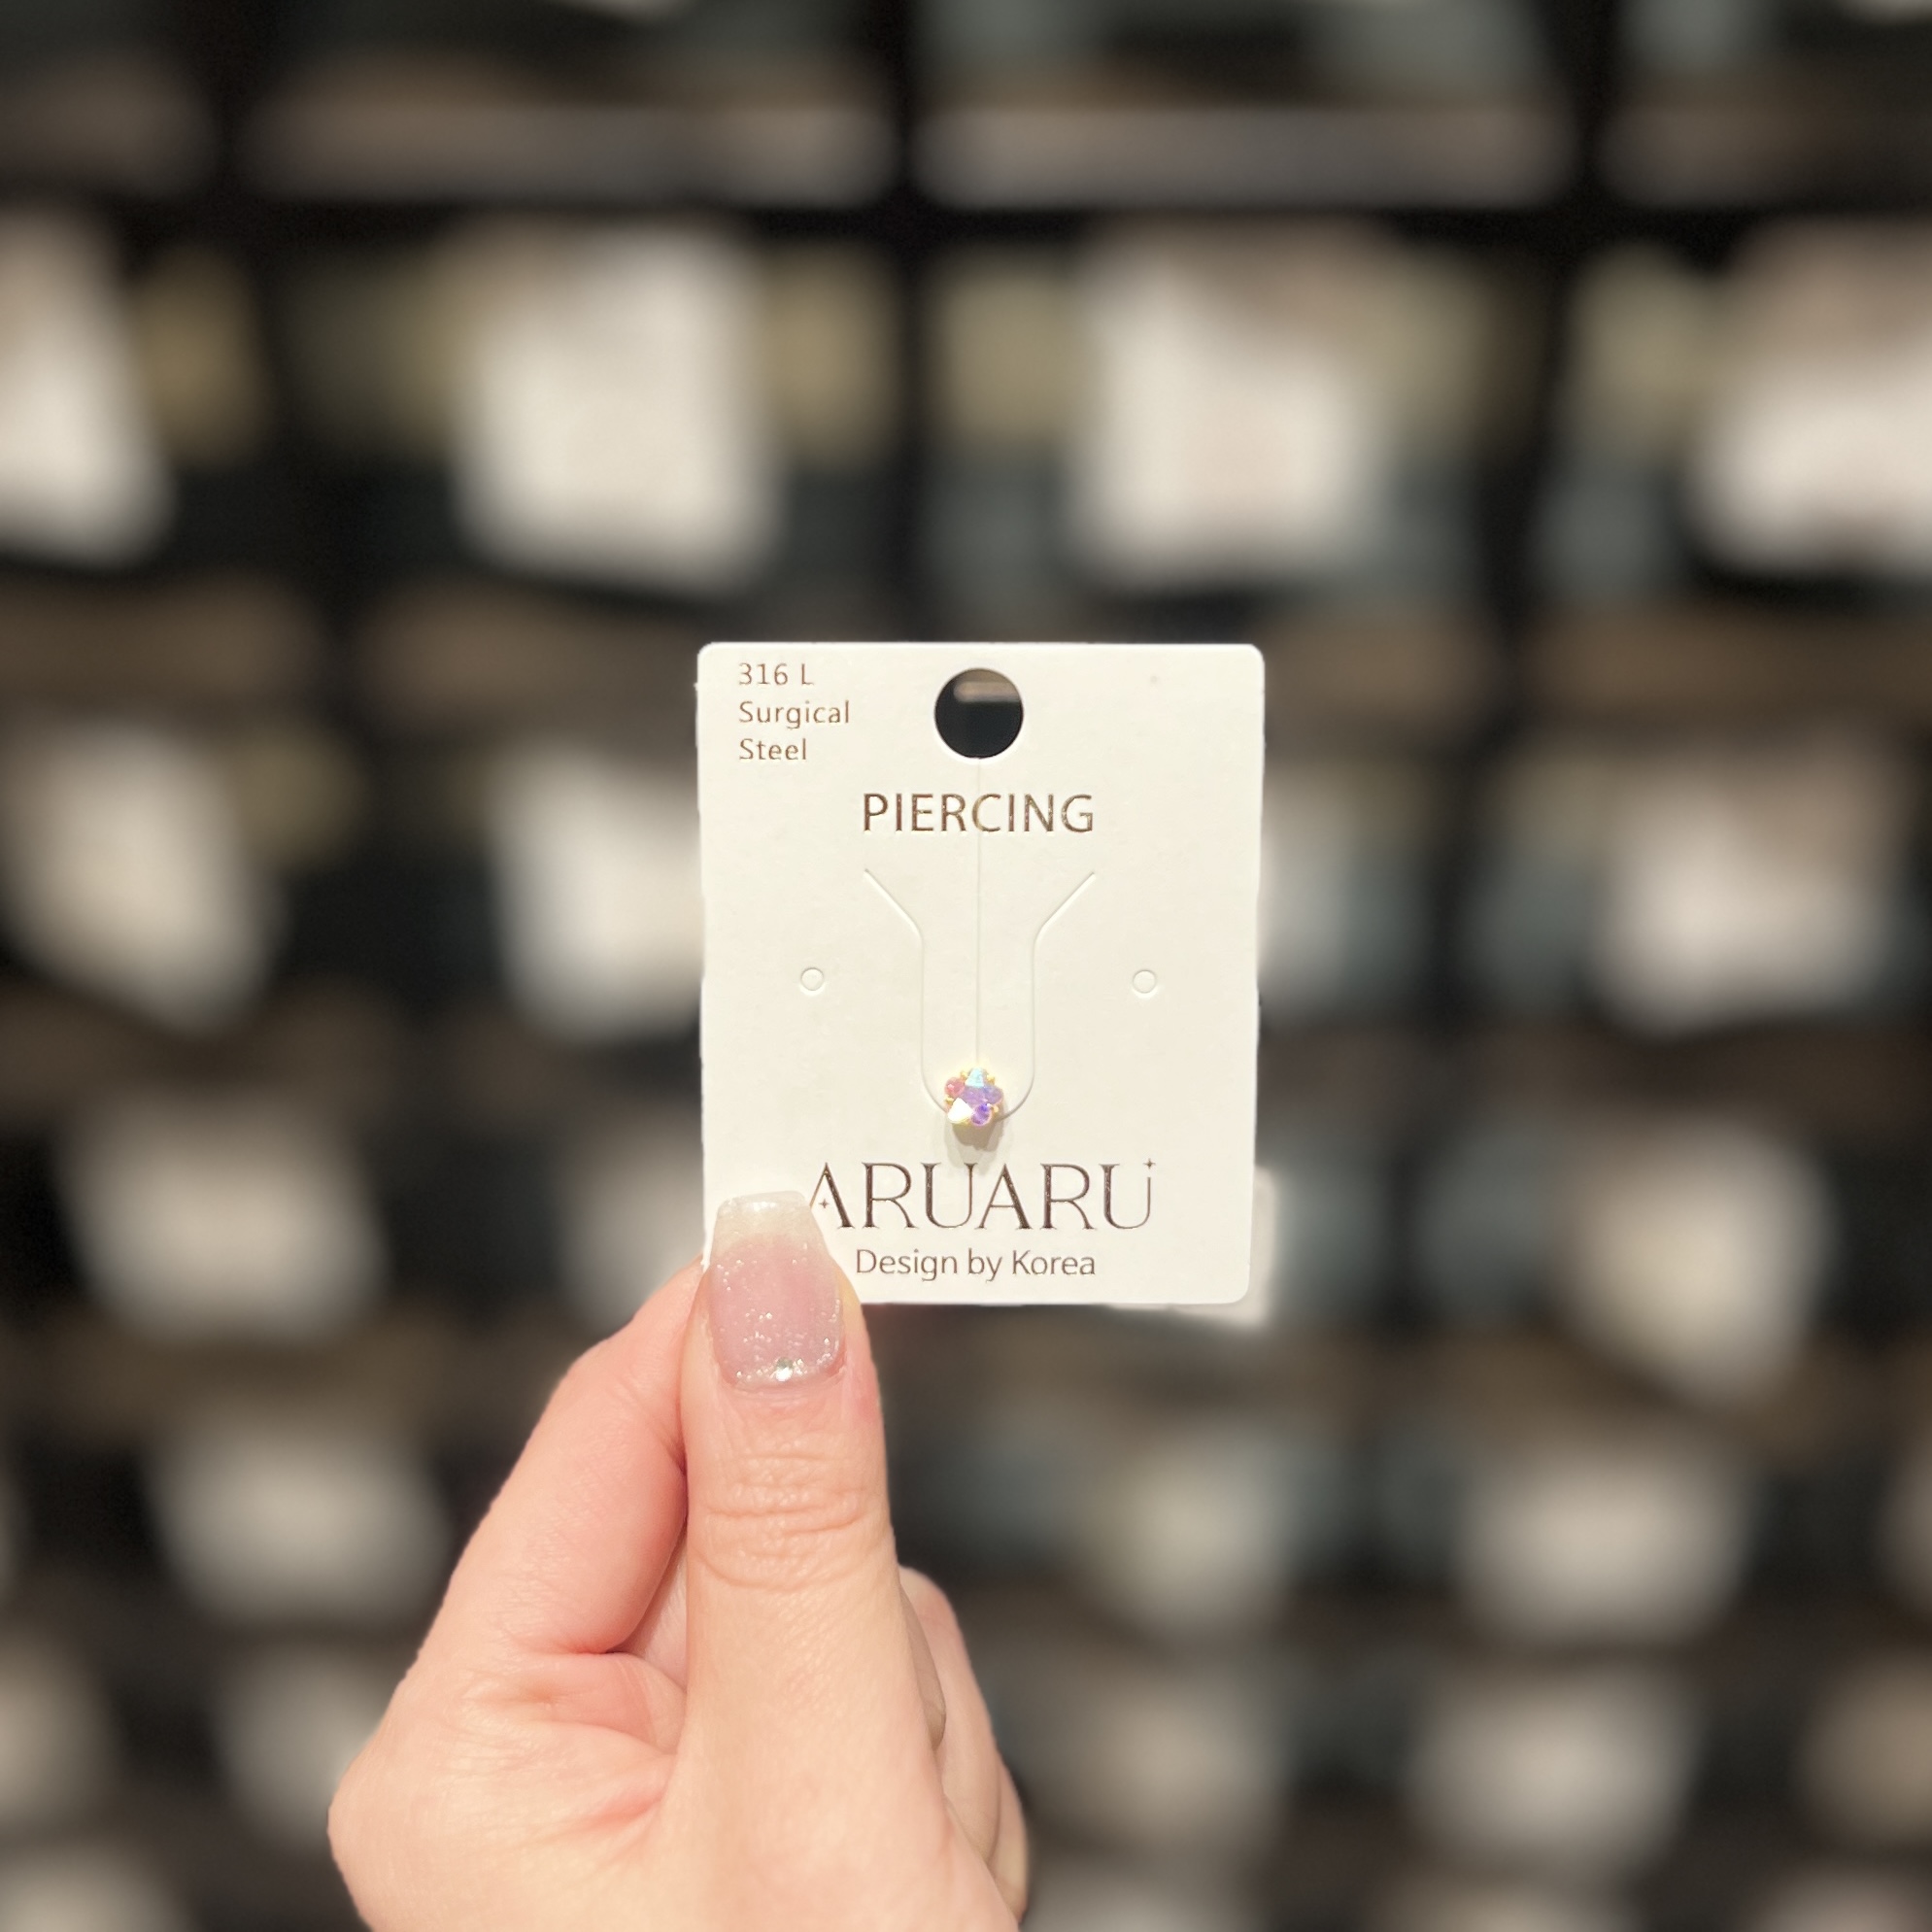 316 L
Surgical
Steel
PIERCING
ARUARU
Design by Korea